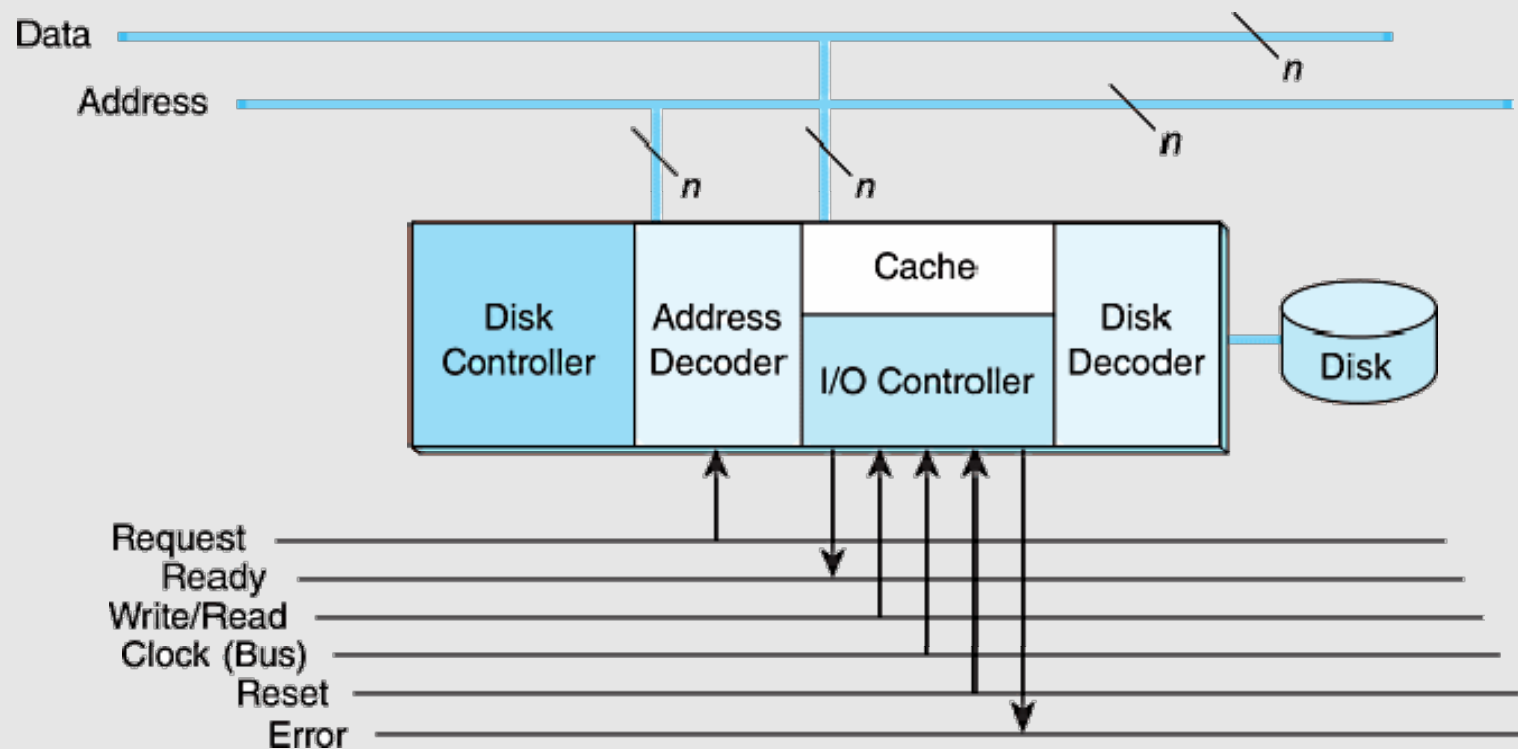 Data
n
Address
n
n
n
Disk
Controller
Address
Decoder
Cache
I/O Controller
Disk
Decoder
Disk
Request
Ready
Write/Read
Clock (Bus)
Reset
Error